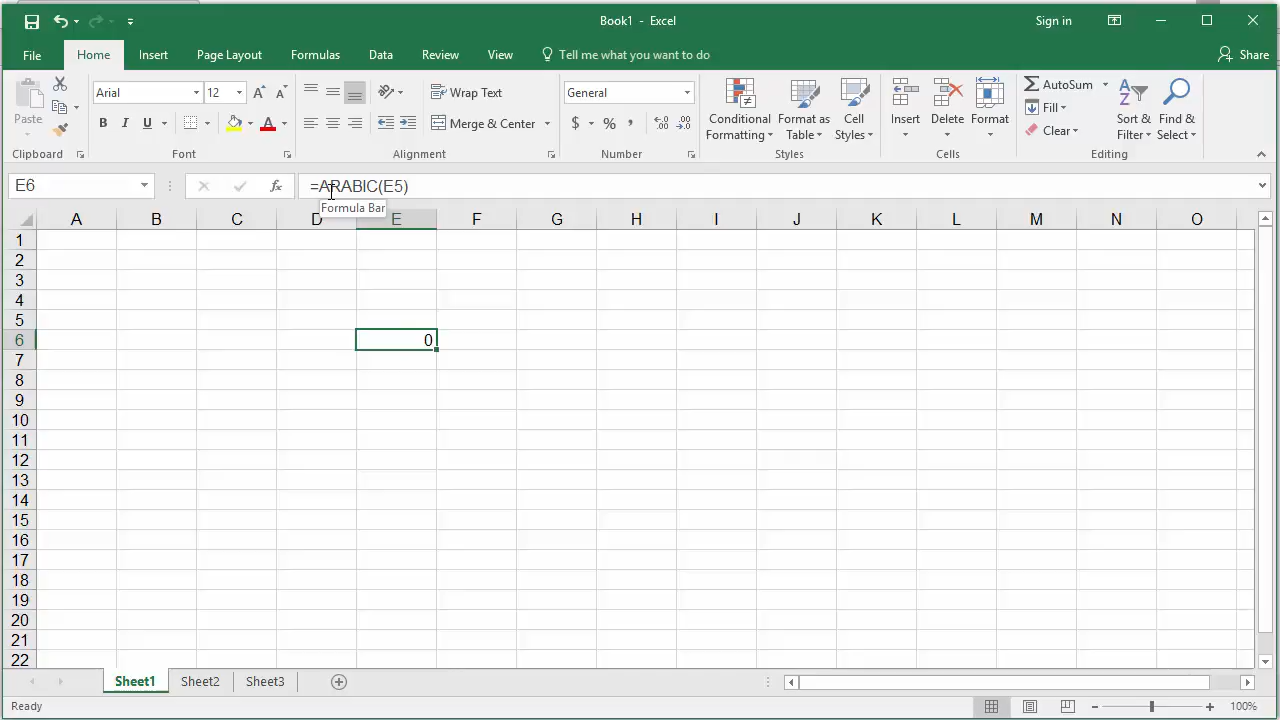 Book1 - Excel
Sign in
File Home Insert Page Layout Formulas Data Review View Tell me what you want to do Share
Paste
Clipboard
Arial 12
B I U A
Font
Wrap Text
Merge & Center
Alignment
General
$ % ,
Number
Conditional Formatting
Format as Table
Cell Styles
Styles
Insert Delete Format
Cells
AutoSum
Fill
Clear
Sort & Filter
Find & Select
Editing
E6 fx =ARABIC(E5)
Formula Bar
A B C D E F G H I J K L M N O
1
2
3
4
5
6 0
7
8
9
10
11
12
13
14
15
16
17
18
19
20
21
22
Sheet1 Sheet2 Sheet3
Ready 100%